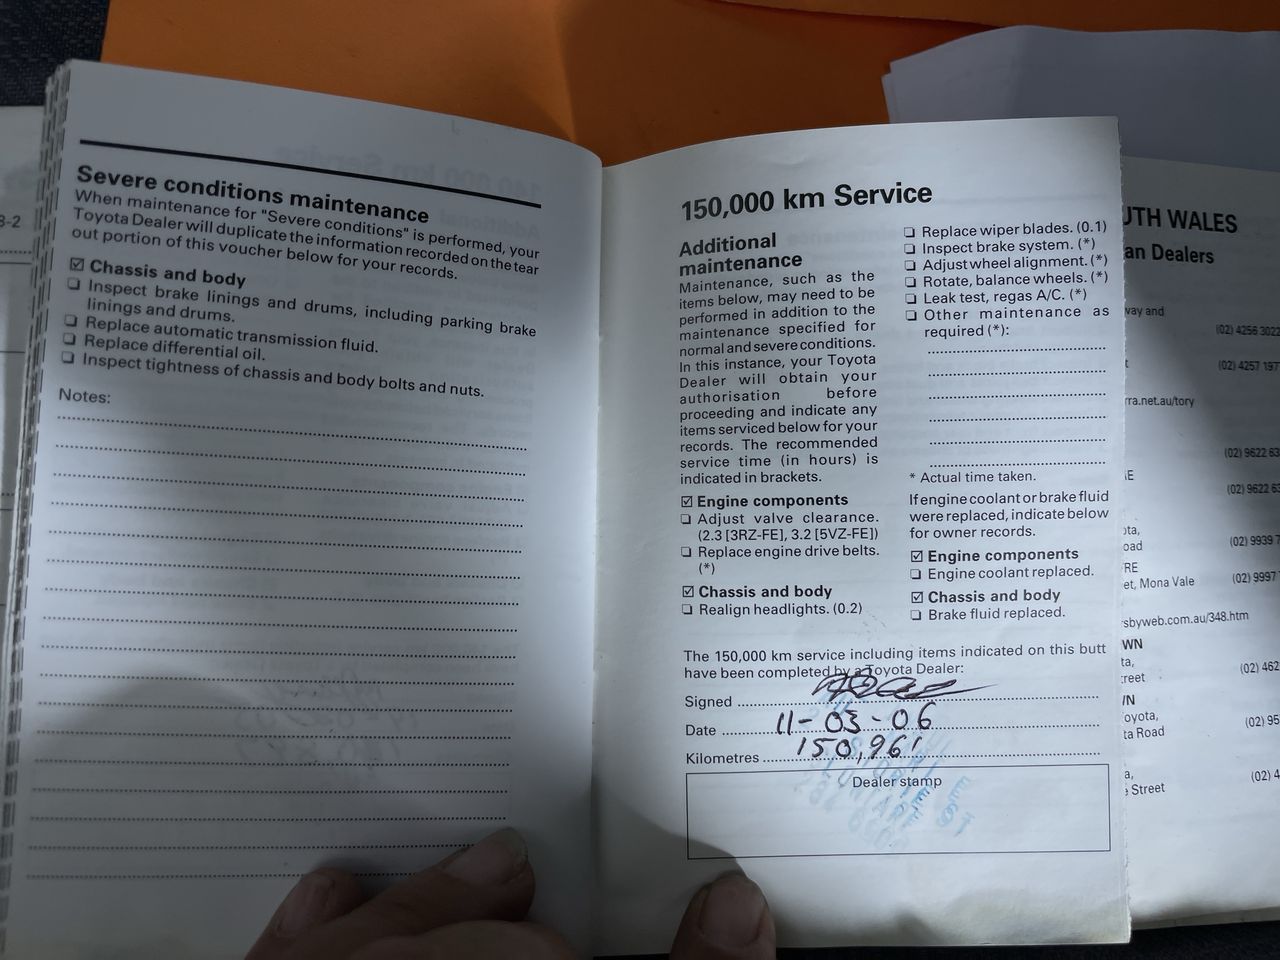 Severe conditions maintenance
When maintenance for "Severe conditions" is performed, your
Toyota Dealer will duplicate the information recorded on the tear
out portion of this voucher below for your records.
☑ Chassis and body
❏ Inspect brake linings and drums, including parking brake
linings and drums.
❏ Replace automatic transmission fluid.
❏ Replace differential oil.
❏ Inspect tightness of chassis and body bolts and nuts.
Notes:
150,000 km Service
Additional
maintenance
Maintenance, such as the
items below, may need to be
performed in addition to the
maintenance specified for
normal and severe conditions.
In this instance, your Toyota
Dealer will obtain your
authorisation before
proceeding and indicate any
items serviced below for your
records. The recommended
service time (in hours) is
indicated in brackets.
☑ Engine components
❏ Adjust valve clearance.
(2.3 [3RZ-FE], 3.2 [5VZ-FE])
❏ Replace engine drive belts.
(*)
☑ Chassis and body
❏ Realign headlights. (0.2)
❏ Replace wiper blades. (0.1)
❏ Inspect brake system. (*)
❏ Adjust wheel alignment. (*)
❏ Rotate, balance wheels. (*)
❏ Leak test, regas A/C. (*)
❏ Other maintenance as
required (*):
* Actual time taken.
If engine coolant or brake fluid
were replaced, indicate below
for owner records.
☑ Engine components
❏ Engine coolant replaced.
☑ Chassis and body
❏ Brake fluid replaced.
The 150,000 km service including items indicated on this butt
have been completed by a Toyota Dealer:
Signed
Date 11-03-06
Kilometres 150,961
Dealer stamp
UTH WALES
an Dealers
way and
(02) 4256 3022
(02) 4257 197
rra.net.au/tory
(02) 9622 63
(02) 9622 63
ota,
oad
(02) 9939 7
RE
(02) 9997
et, Mona Vale
sbyweb.com.au/348.htm
WN
ta,
(02) 462
treet
/N
oyota,
(02) 95
ta Road
a,
(02) 4
e Street